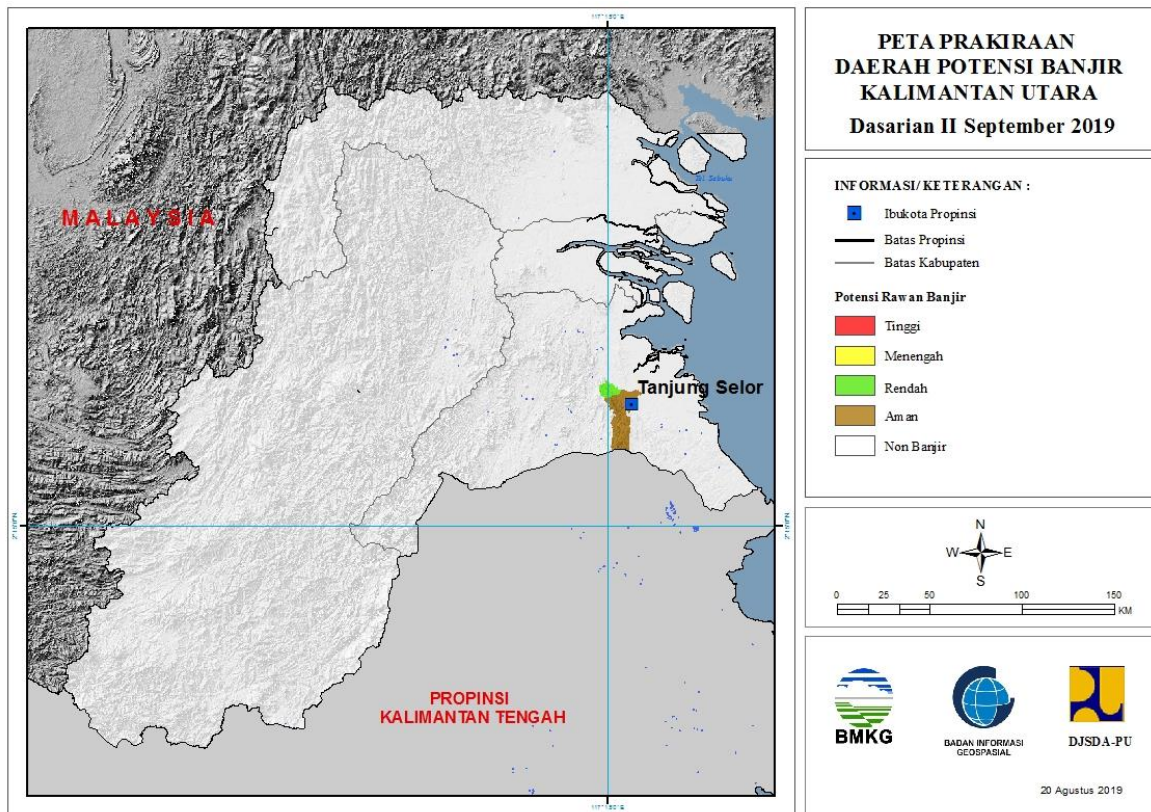 PETA PRAKIRAAN
DAERAH POTENSI BANJIR
KALIMANTAN UTARA
Dasarian II September 2019
INFORMASI/ KETERANGAN :
Ibukota Propinsi
Batas Propinsi
Batas Kabupaten
Potensi Rawan Banjir
Tinggi
Menengah
Rendah
Aman
Non Banjir
N
W E
S
0 25 50 100 150
KM
BMKG
BADAN INFORMASI
GEOSPASIAL
DJSDA-PU
20 Agustus 2019
MALAYSIA
Tanjung Selor
PROPINSI
KALIMANTAN TENGAH